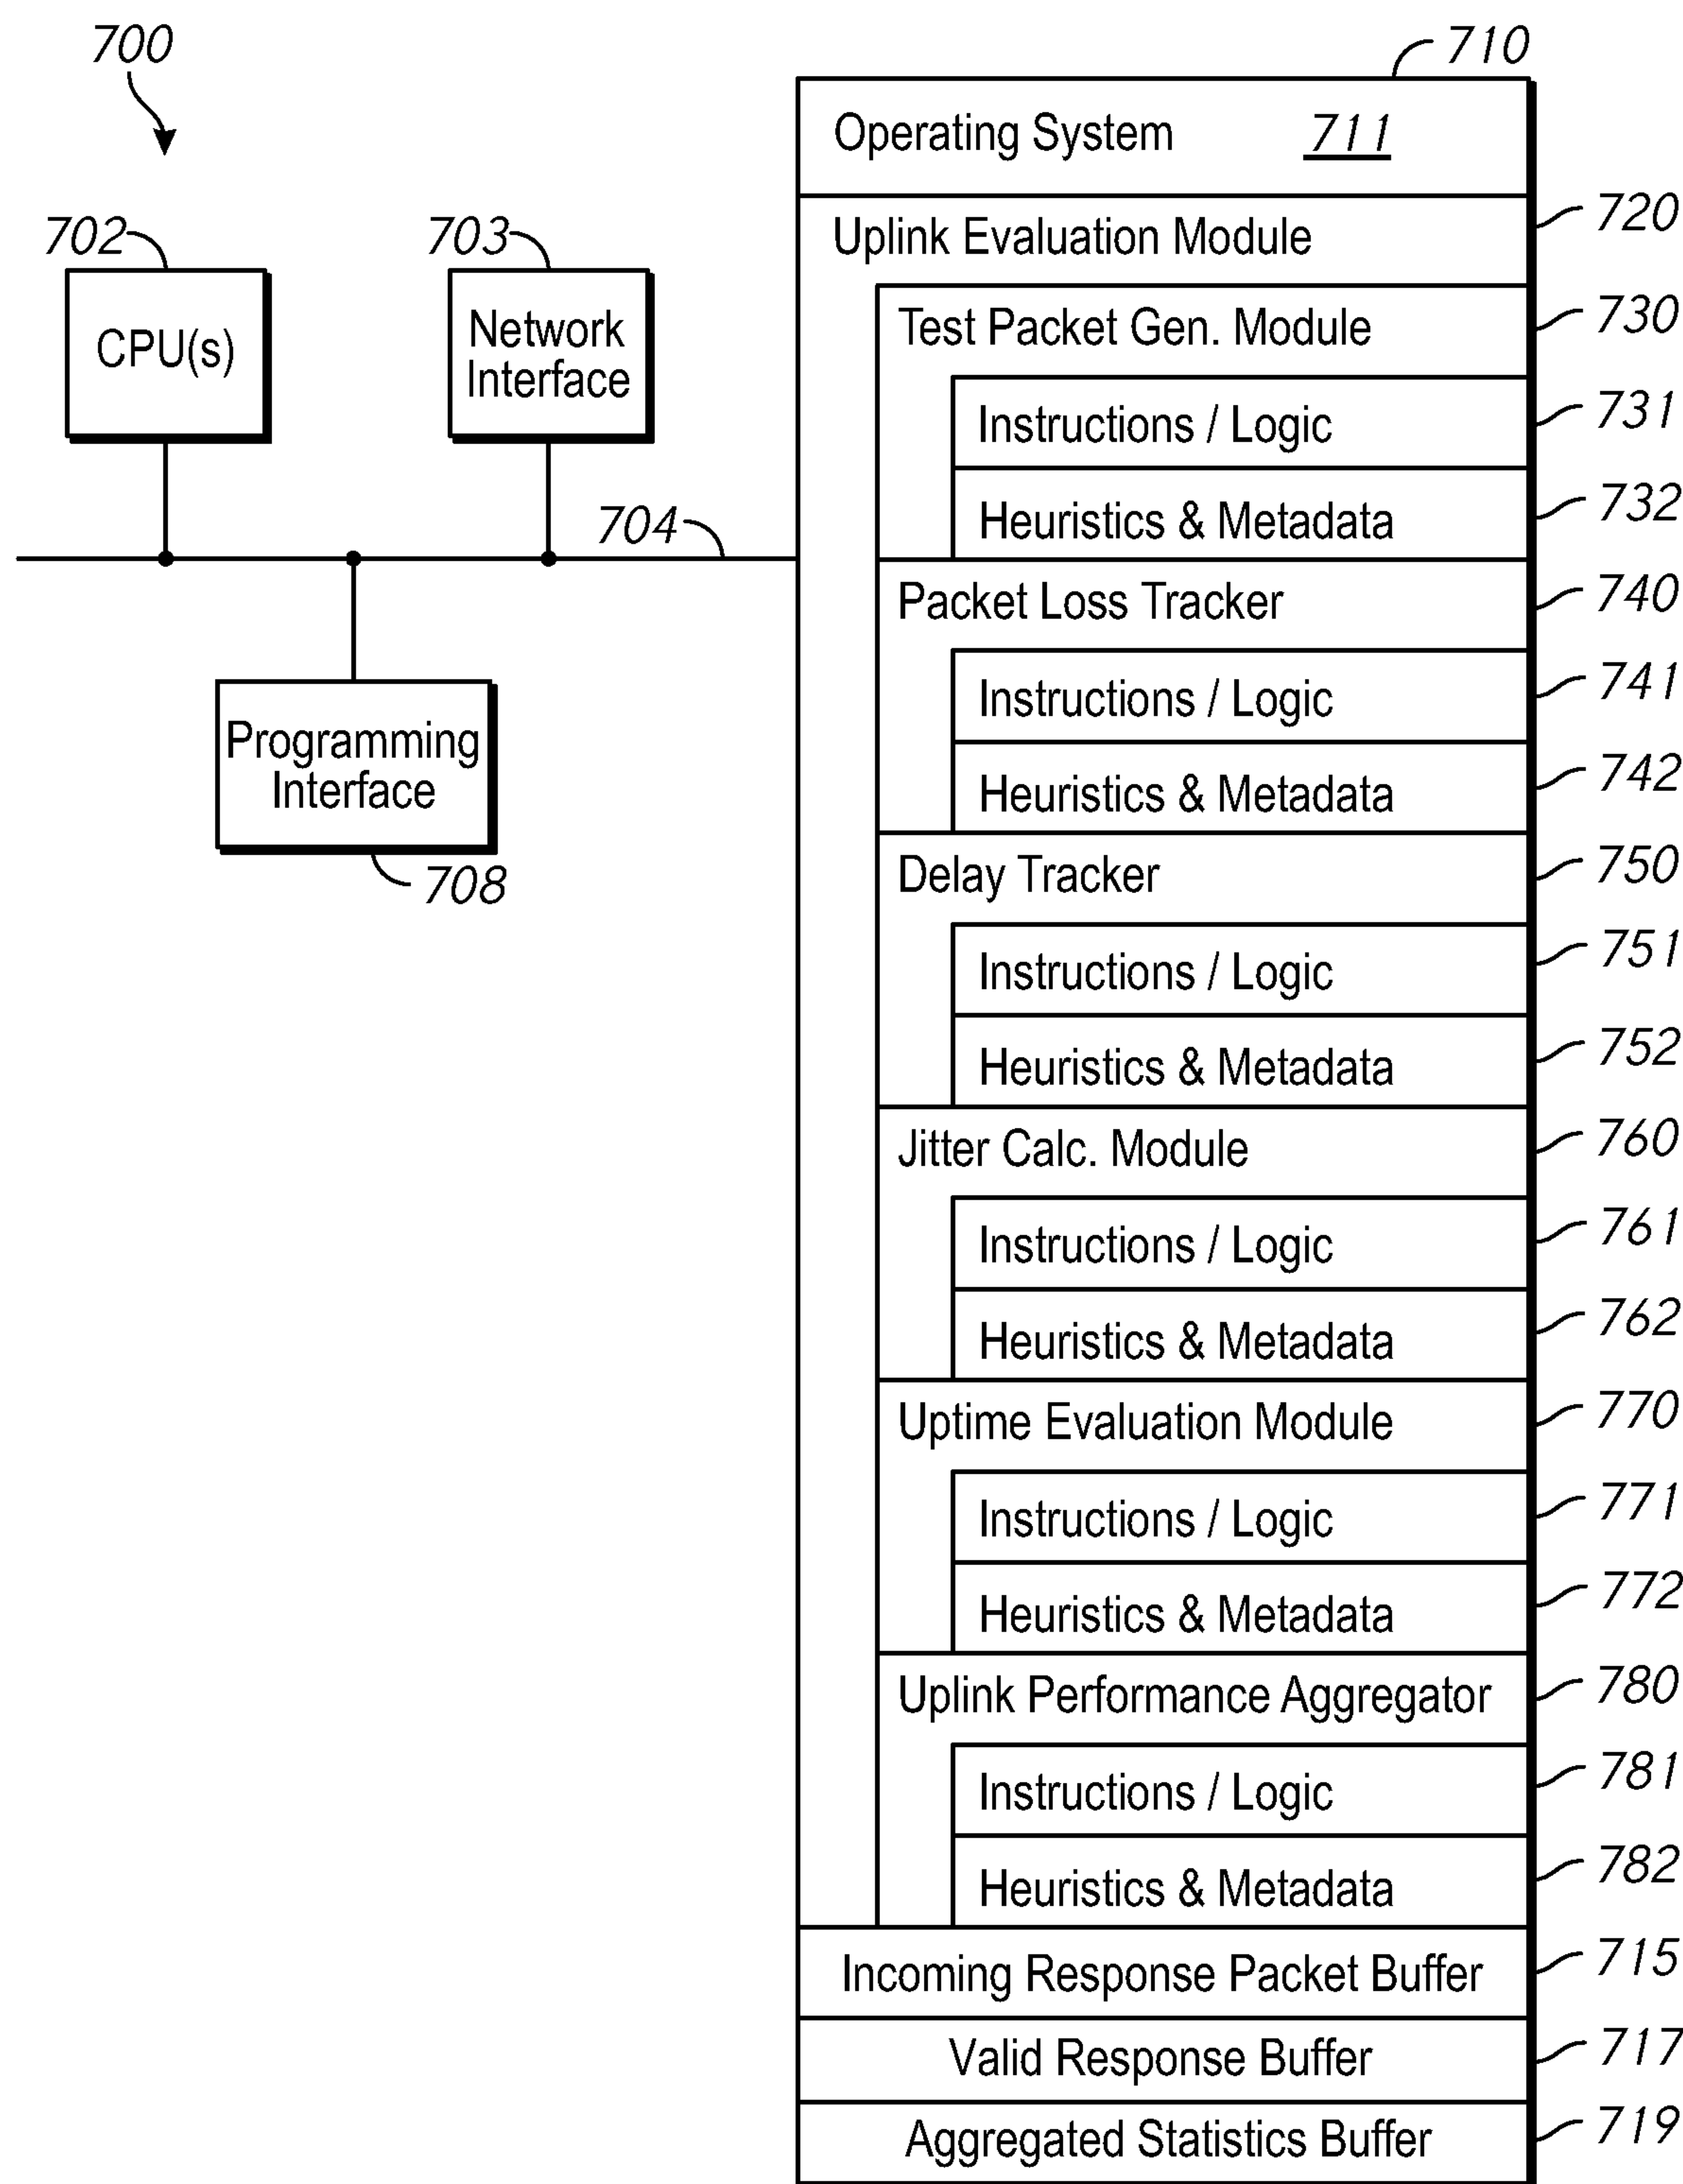 700
710
Operating System 711
702
703
720
Uplink Evaluation Module
CPU(s)
Network
Interface
730
Test Packet Gen. Module
731
Instructions / Logic
732
Heuristics & Metadata
704
740
Packet Loss Tracker
741
Instructions / Logic
742
Heuristics & Metadata
Programming
Interface
708
750
Delay Tracker
751
Instructions / Logic
752
Heuristics & Metadata
760
Jitter Calc. Module
761
Instructions / Logic
762
Heuristics & Metadata
770
Uptime Evaluation Module
771
Instructions / Logic
772
Heuristics & Metadata
780
Uplink Performance Aggregator
781
Instructions / Logic
782
Heuristics & Metadata
715
Incoming Response Packet Buffer
717
Valid Response Buffer
719
Aggregated Statistics Buffer